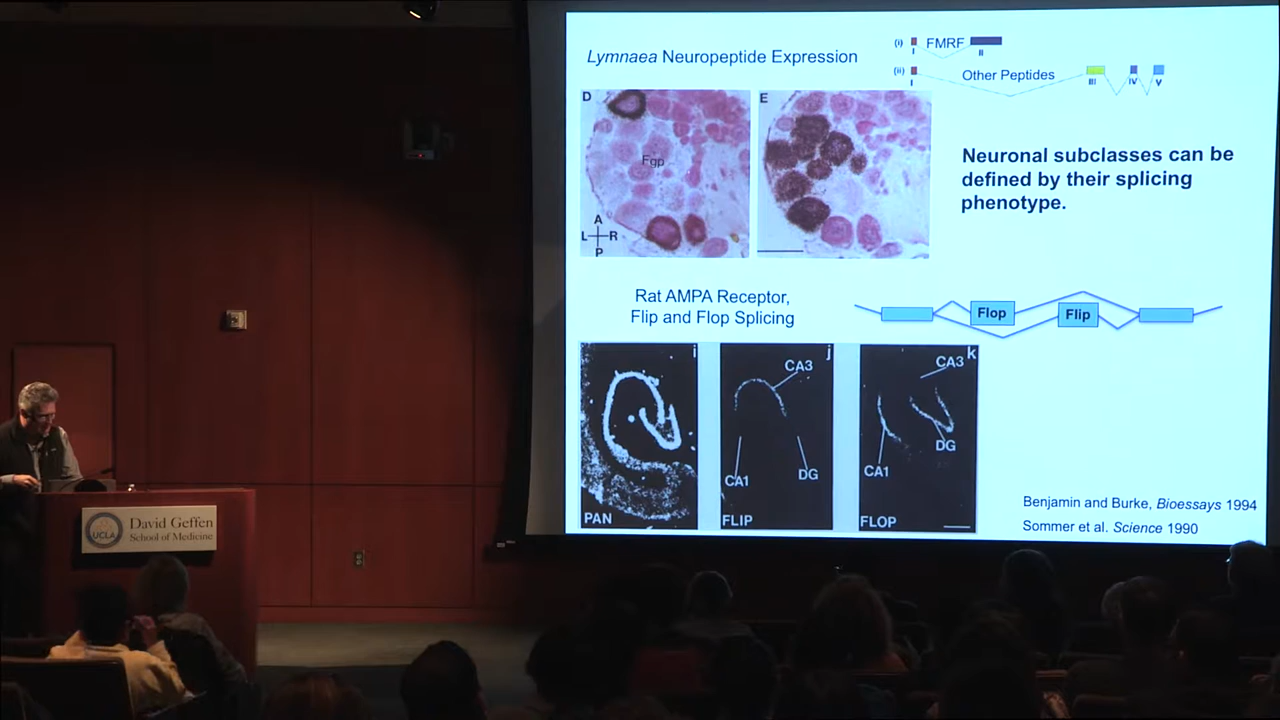 Lymnaea Neuropeptide Expression
(i) FMRF
I II
(ii) Other Peptides
I III IV V
D
E
Fgp
A
L R
P
Neuronal subclasses can be
defined by their splicing
phenotype.
Rat AMPA Receptor,
Flip and Flop Splicing
Flop Flip
i
PAN
j
CA3
CA1
DG
FLIP
k
CA3
CA1
DG
FLOP
Benjamin and Burke, Bioessays 1994
Sommer et al. Science 1990
UCLA
David Geffen
School of Medicine